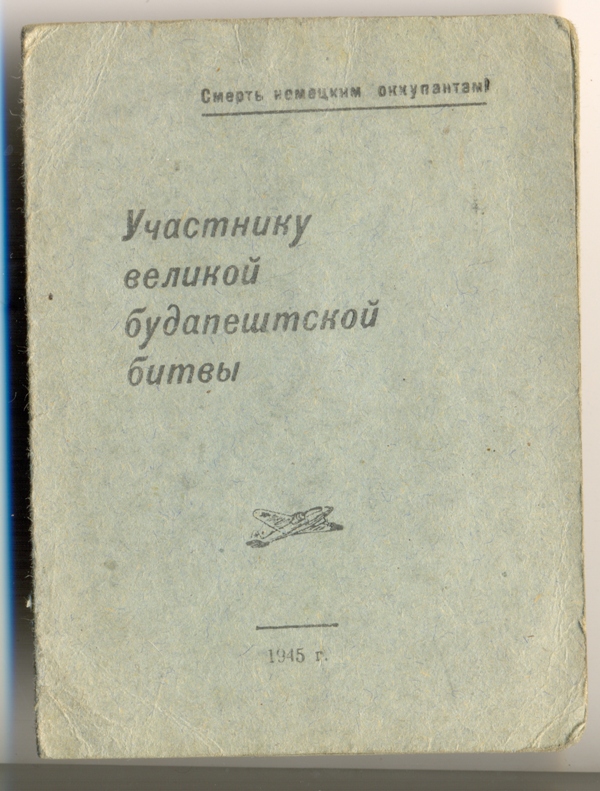 Смерть немецким оккупантам!
Участнику
великой
будапештской
битвы
1945 г.